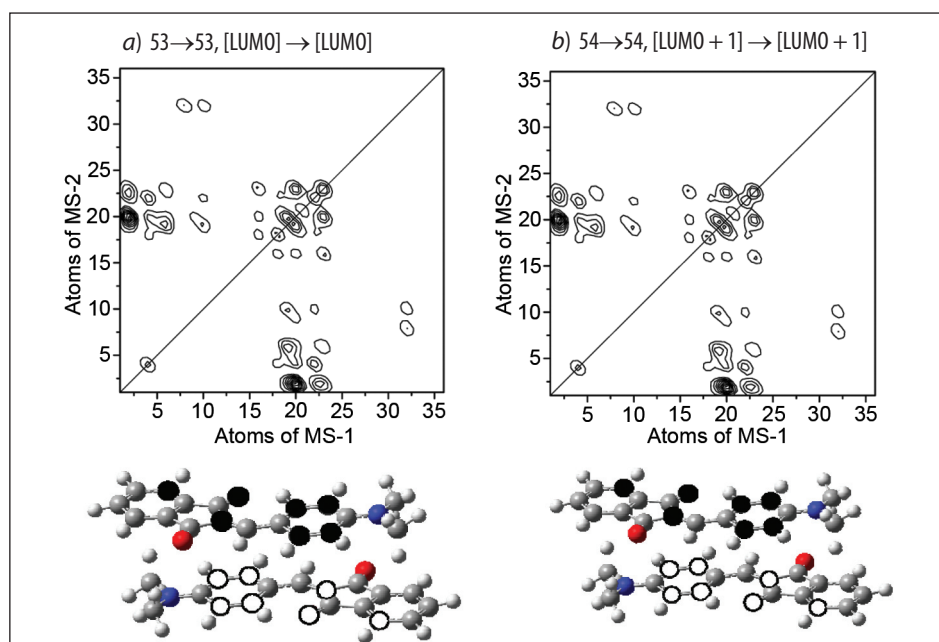 a) 53→53, [LUMO] → [LUMO]
b) 54→54, [LUMO + 1] → [LUMO + 1]
Atoms of MS-2
35
30
25
20
15
10
5
5 10 15 20 25 30 35
Atoms of MS-1
Atoms of MS-2
35
30
25
20
15
10
5
5 10 15 20 25 30 35
Atoms of MS-1